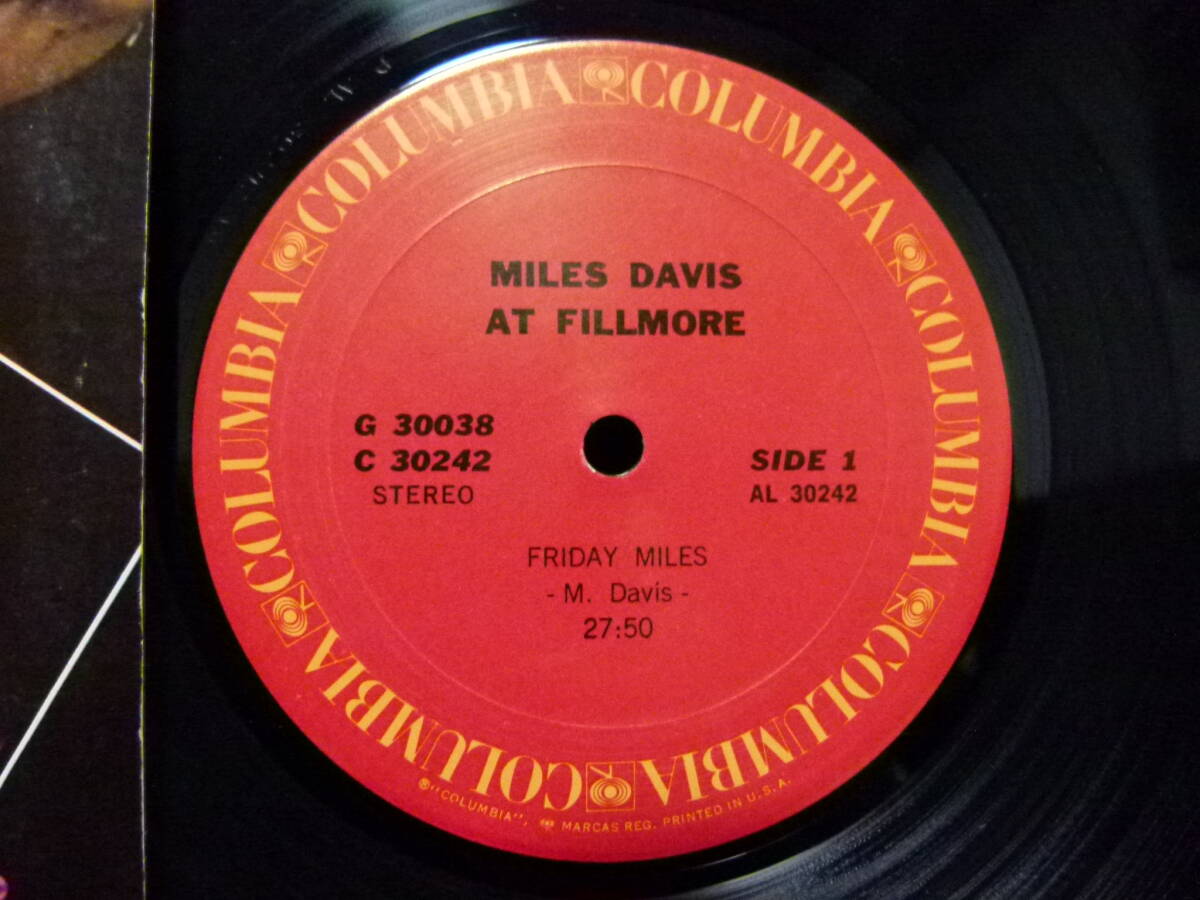 COLUMBIA COLUMBIA COLUMBIA COLUMBIA COLUMBIA COLUMBIA
MILES DAVIS
AT FILLMORE
G 30038
C 30242
STEREO
SIDE 1
AL 30242
FRIDAY MILES
- M. Davis -
27:50
®"COLUMBIA", MARCAS REG. PRINTED IN U.S.A.